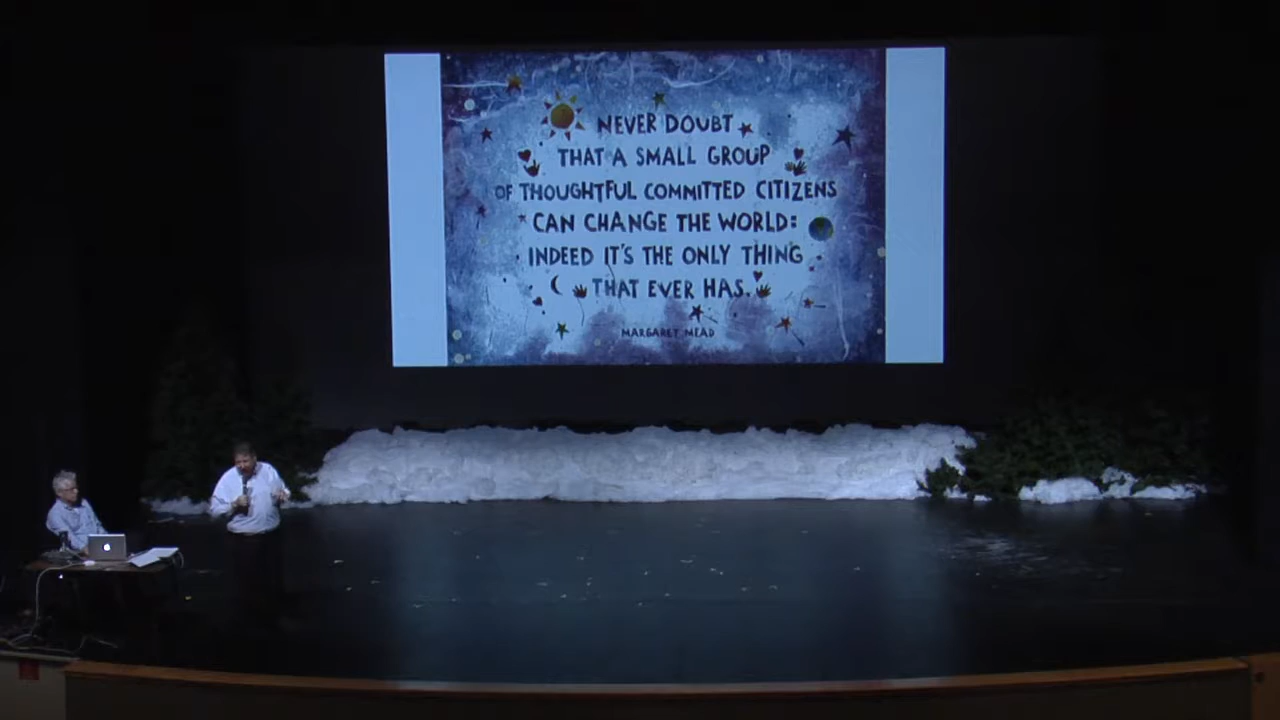 NEVER DOUBT
THAT A SMALL GROUP
OF THOUGHTFUL COMMITTED CITIZENS
CAN CHANGE THE WORLD:
INDEED IT'S THE ONLY THING
THAT EVER HAS.
MARGARET MEAD